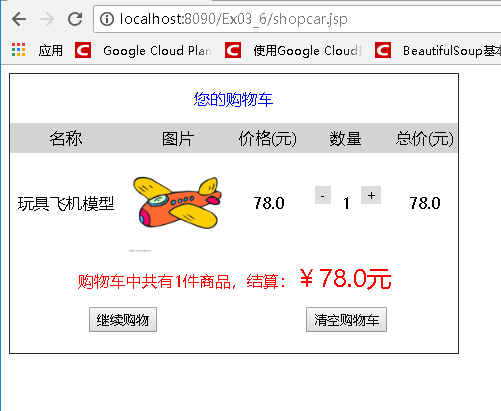 localhost:8090/Ex03_6/shopcar.jsp
应用 Google Cloud Plan 使用Google Cloud BeautifulSoup基本
您的购物车
名称 图片 价格(元) 数量 总价(元)
玩具飞机模型 78.0 - 1 + 78.0
购物车中共有1件商品，结算：￥78.0元
继续购物 清空购物车